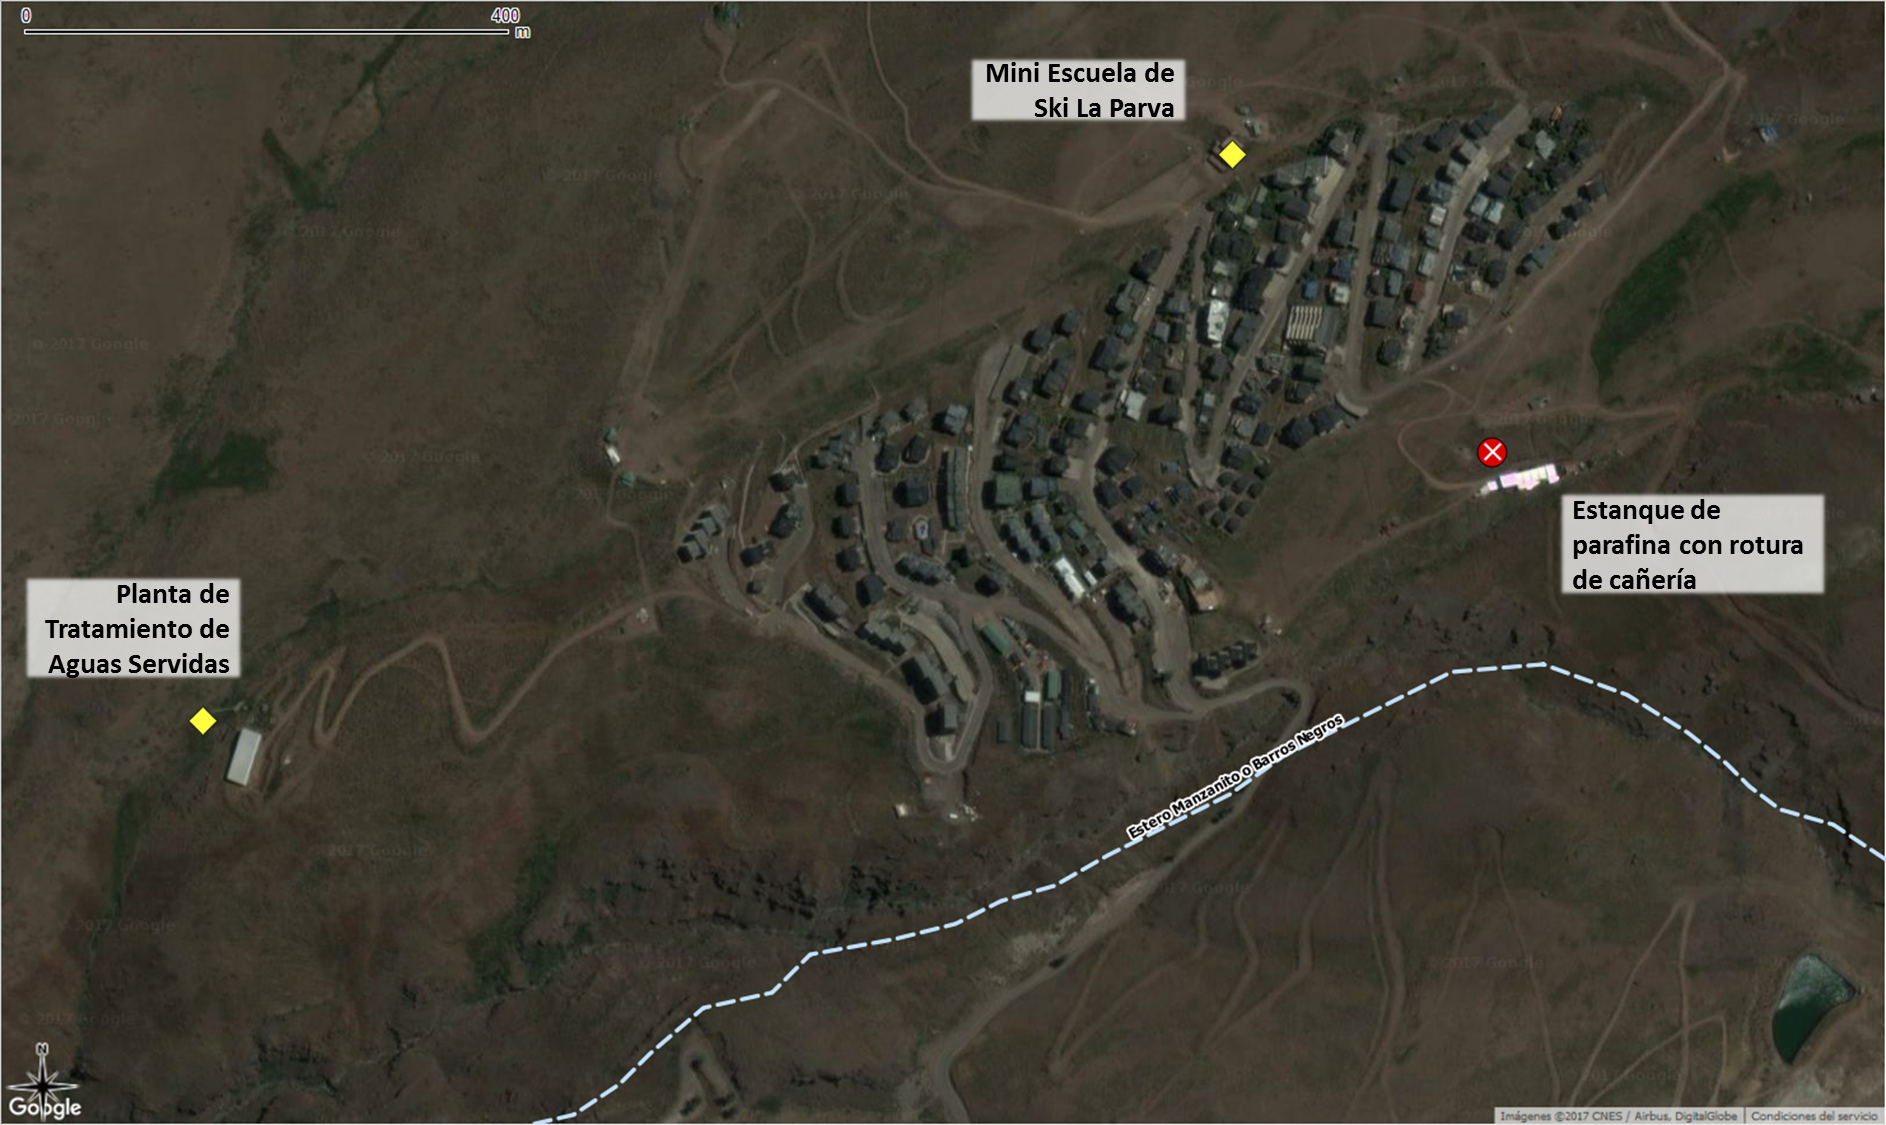 0 400
m
Mini Escuela de
Ski La Parva
Estanque de
parafina con rotura
de cañería
Planta de
Tratamiento de
Aguas Servidas
Estero Manzanito o Barros Negros
N
Google
Imágenes ©2017 CNES / Airbus, DigitalGlobe
Condiciones del servicio